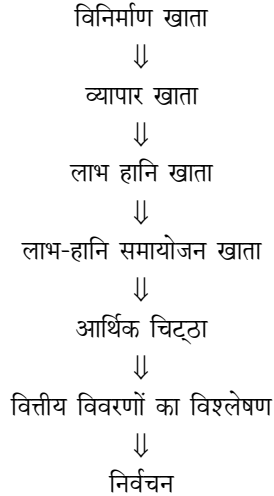 विनिर्माण खाता
⇓
व्यापार खाता
⇓
लाभ हानि खाता
⇓
लाभ-हानि समायोजन खाता
⇓
आर्थिक चिट्ठा
⇓
वित्तीय विवरणों का विश्लेषण
⇓
निर्वचन